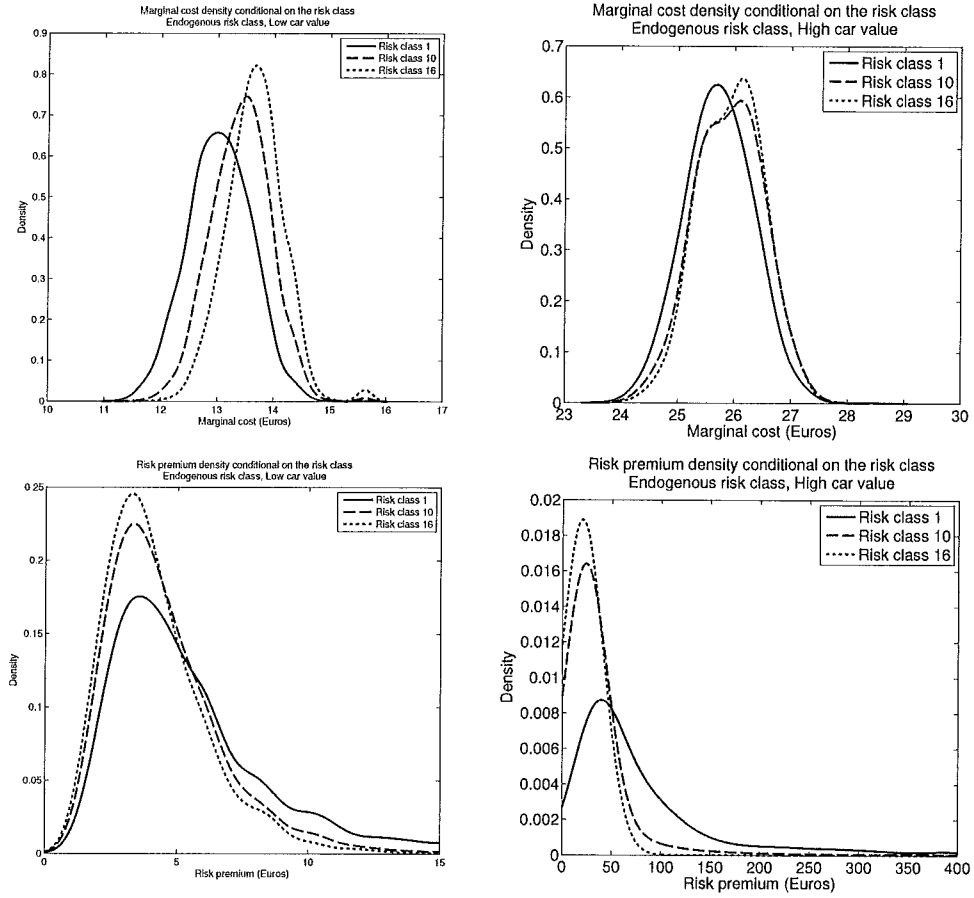 Marginal cost density conditional on the risk class
Endogenous risk class, Low car value
0.9
0.8
0.7
0.6
0.5
0.4
0.3
0.2
0.1
0
Density
Risk class 1
Risk class 10
Risk class 16
10
11
12
13
14
15
16
17
Marginal cost (Euros)
Marginal cost density conditional on the risk class
Endogenous risk class, High car value
0.7
0.6
0.5
0.4
0.3
0.2
0.1
0
Density
Risk class 1
Risk class 10
Risk class 16
23
24
25
26
27
28
29
30
Marginal cost (Euros)
Risk premium density conditional on the risk class
Endogenous risk class, Low car value
0.25
0.2
0.15
0.1
0.05
0
Density
Risk class 1
Risk class 10
Risk class 16
0
5
10
15
Risk premium (Euros)
Risk premium density conditional on the risk class
Endogenous risk class, High car value
0.02
0.018
0.016
0.014
0.012
0.01
0.008
0.006
0.004
0.002
0
Density
Risk class 1
Risk class 10
Risk class 16
0
50
100
150
200
250
300
350
400
Risk premium (Euros)